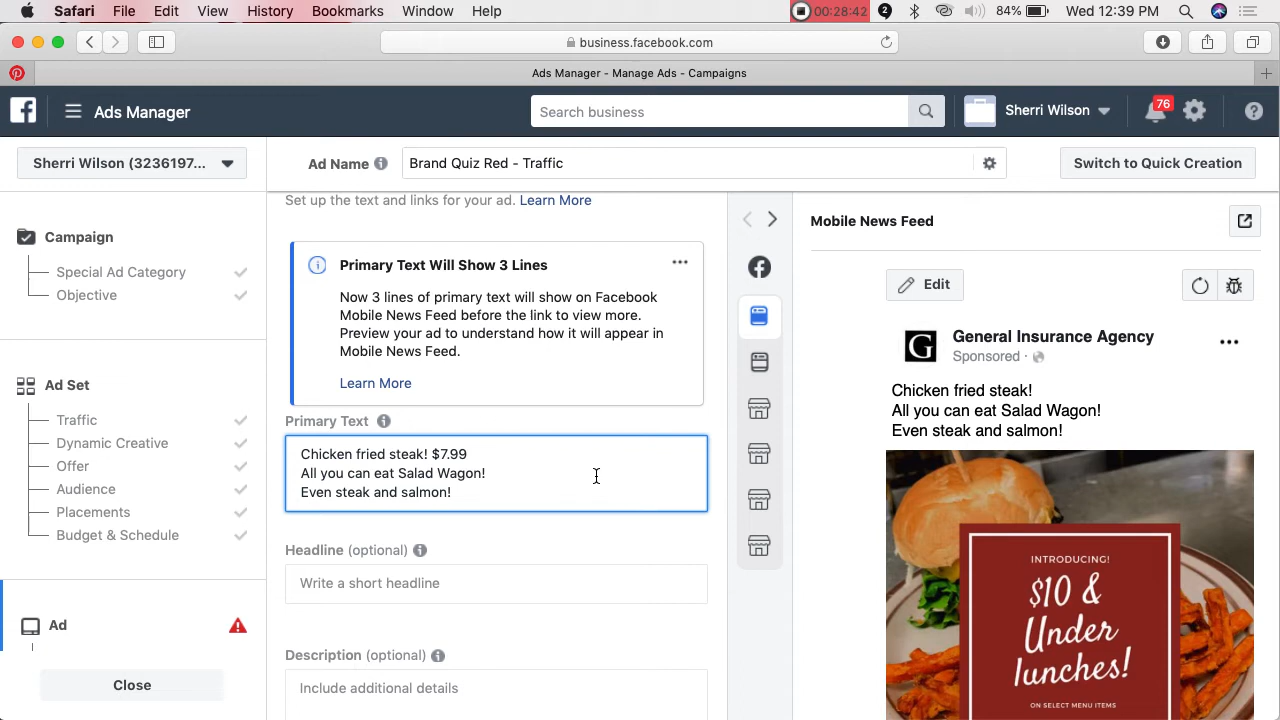 Safari File Edit View History Bookmarks Window Help 00:28:42 2 84% Wed 12:39 PM
business.facebook.com
Ads Manager - Manage Ads - Campaigns
Ads Manager
Search business
Sherri Wilson
76
Sherri Wilson (3236197...
Ad Name
Brand Quiz Red - Traffic
Switch to Quick Creation
Campaign
Special Ad Category
Objective
Ad Set
Traffic
Dynamic Creative
Offer
Audience
Placements
Budget & Schedule
Ad
Close
Set up the text and links for your ad. Learn More
Primary Text Will Show 3 Lines
Now 3 lines of primary text will show on Facebook
Mobile News Feed before the link to view more.
Preview your ad to understand how it will appear in
Mobile News Feed.
Learn More
Primary Text
Chicken fried steak! $7.99
All you can eat Salad Wagon!
Even steak and salmon!
Headline (optional)
Write a short headline
Description (optional)
Include additional details
Mobile News Feed
Edit
G
General Insurance Agency
Sponsored ·
Chicken fried steak!
All you can eat Salad Wagon!
Even steak and salmon!
INTRODUCING!
$10 &
Under
lunches!
ON SELECT MENU ITEMS